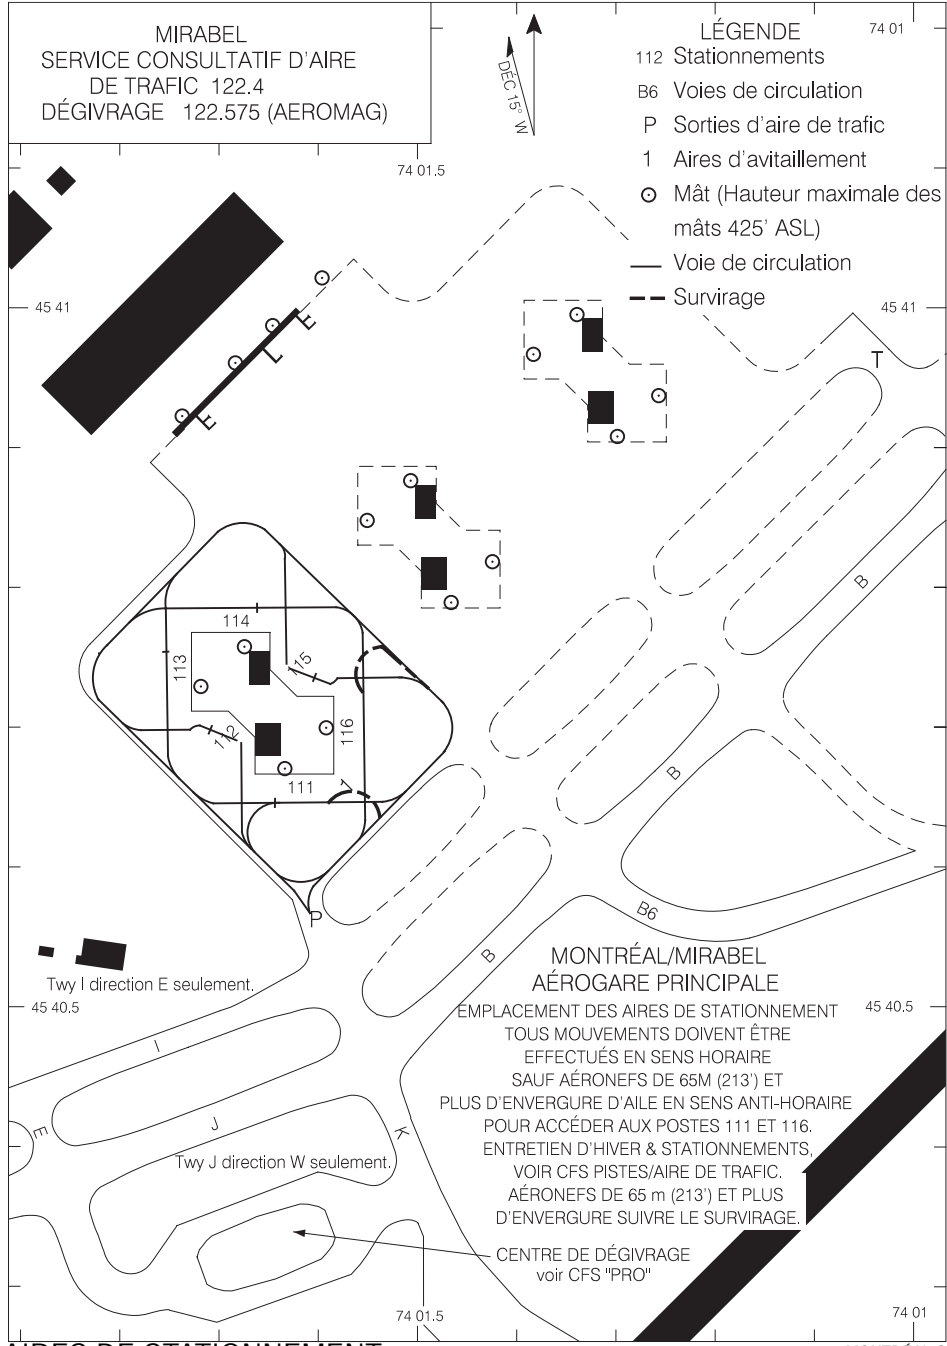 MIRABEL
SERVICE CONSULTATIF D'AIRE
DE TRAFIC 122.4
DÉGIVRAGE 122.575 (AEROMAG)
DÉC 15° W
LÉGENDE
74 01
112 Stationnements
B6 Voies de circulation
P Sorties d'aire de trafic
1 Aires d'avitaillement
Mât (Hauteur maximale des
mâts 425' ASL)
Voie de circulation
Survirage
74 01.5
45 41
45 41
E
L
E
T
B
114
113
115
116
112
111
1
B
P
B6
B
Twy I direction E seulement.
45 40.5
45 40.5
MONTRÉAL/MIRABEL
AÉROGARE PRINCIPALE
EMPLACEMENT DES AIRES DE STATIONNEMENT
TOUS MOUVEMENTS DOIVENT ÊTRE
EFFECTUÉS EN SENS HORAIRE
SAUF AÉRONEFS DE 65M (213') ET
PLUS D'ENVERGURE D'AILE EN SENS ANTI-HORAIRE
POUR ACCÉDER AUX POSTES 111 ET 116.
ENTRETIEN D'HIVER & STATIONNEMENTS,
VOIR CFS PISTES/AIRE DE TRAFIC.
AÉRONEFS DE 65 m (213') ET PLUS
D'ENVERGURE SUIVRE LE SURVIRAGE.
I
J
E
K
Twy J direction W seulement.
CENTRE DE DÉGIVRAGE
voir CFS "PRO"
74 01.5
74 01
AIRES DE STATIONNEMENT